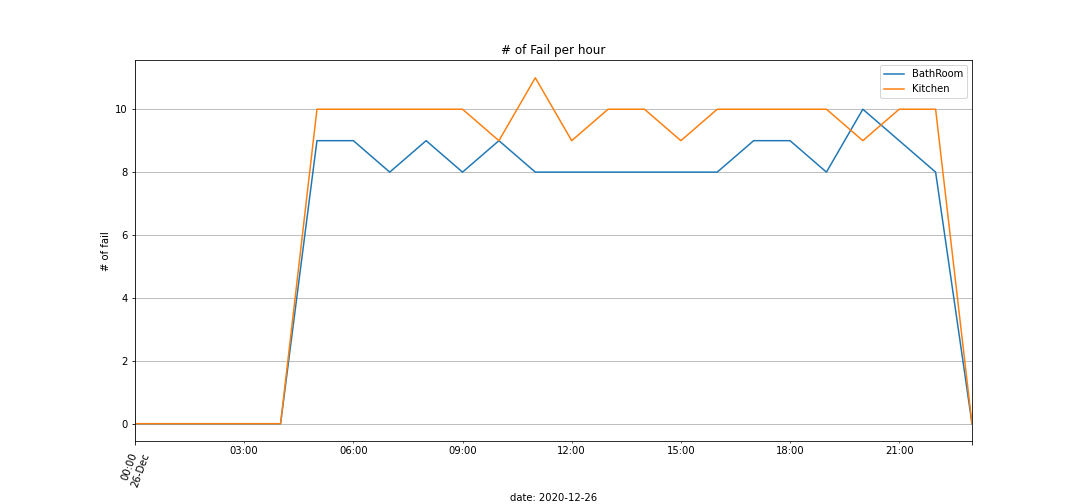 # of Fail per hour
BathRoom
Kitchen
# of fail
10
8
6
4
2
0
00:00
26-Dec
03:00
06:00
09:00
12:00
15:00
18:00
21:00
date: 2020-12-26